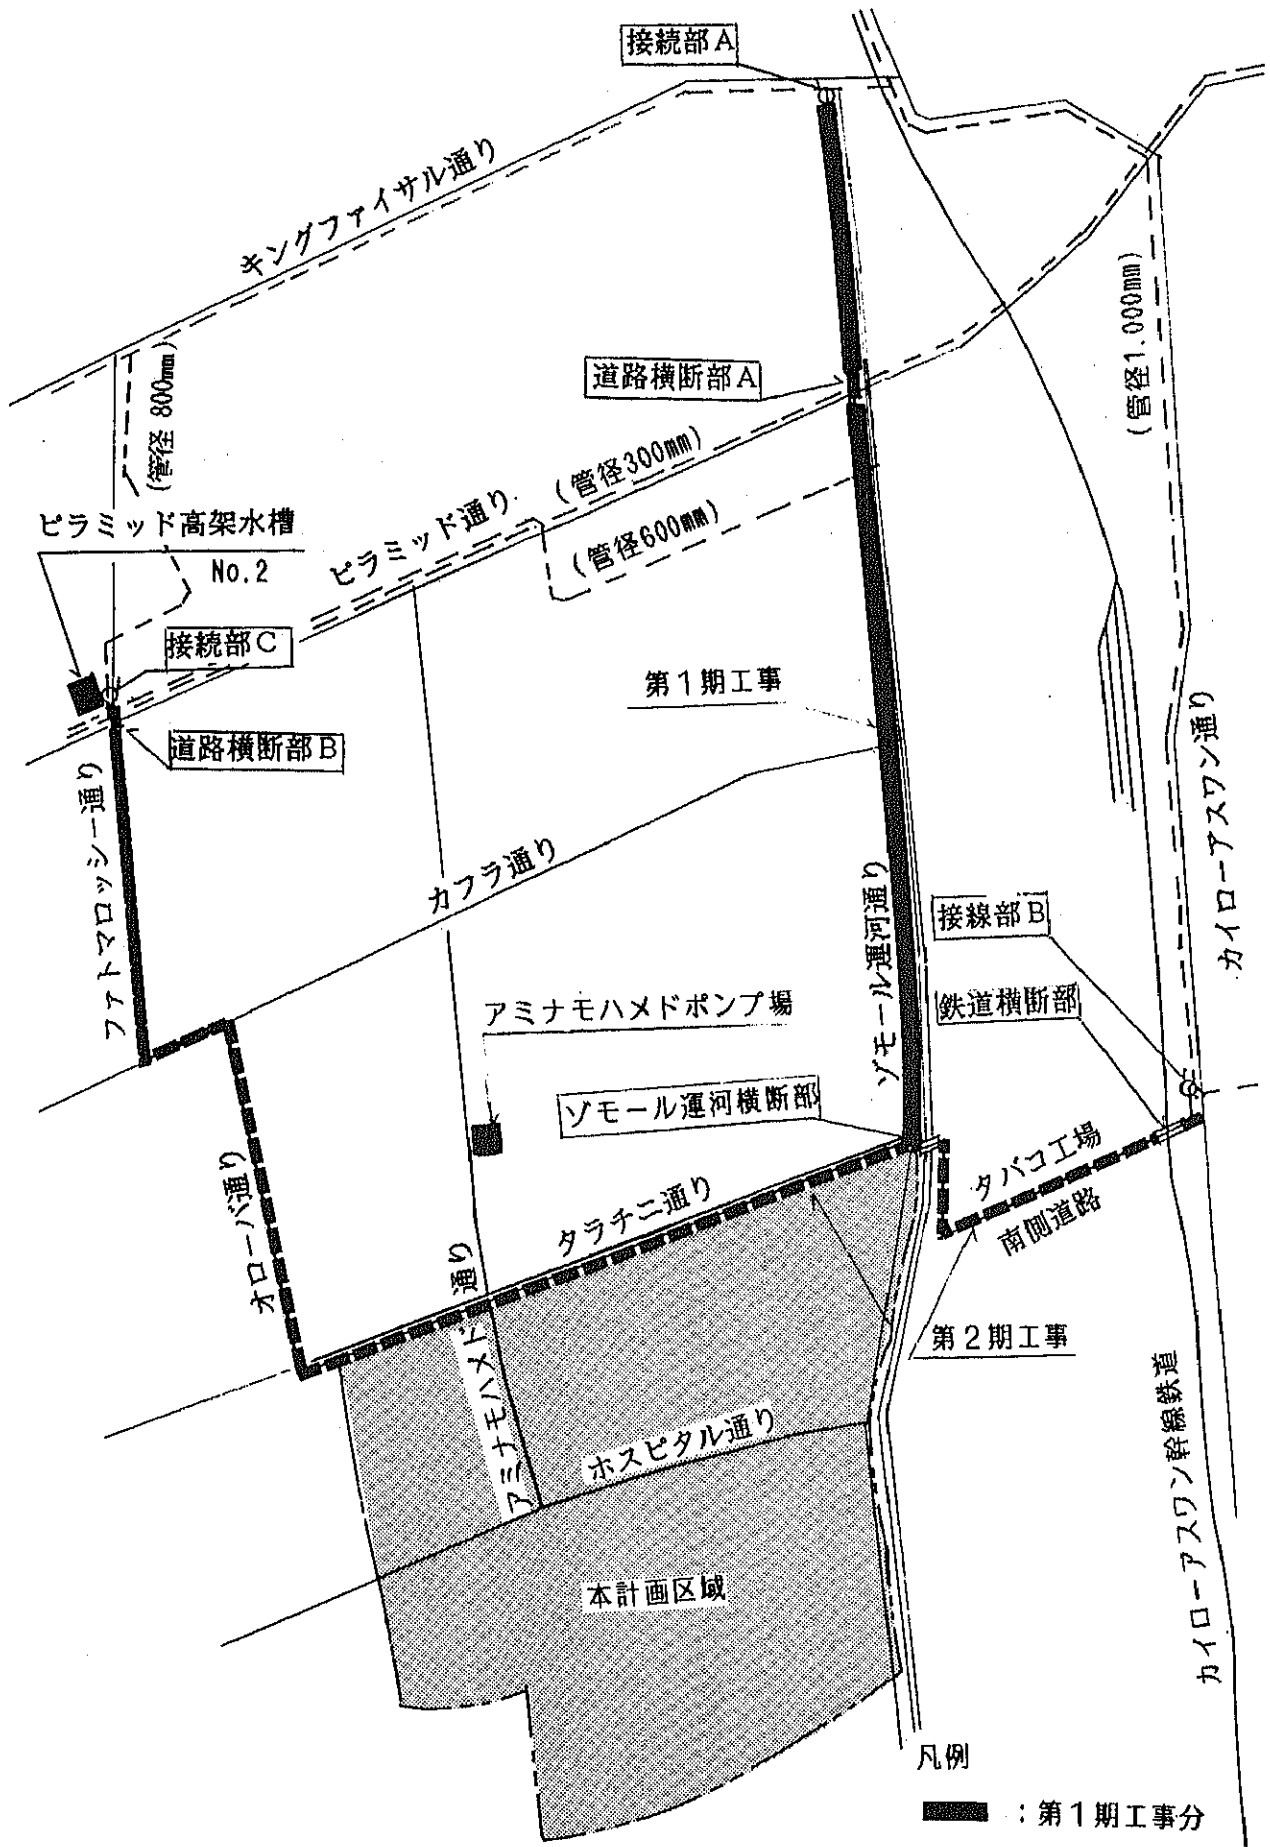 接続部A
キングファイサル通り
道路横断部A
(管径 800mm)
(管径1.000mm)
ピラミッド高架水槽
No.2
ピラミッド通り
(管径300mm)
(管径600mm)
接続部C
第1期工事
道路横断部B
ファトマロッシー通り
カフラ通り
ゾモール運河通り
カイローアスワン通り
接線部B
アミナモハメドポンプ場
鉄道横断部
ゾモール運河横断部
オローバ通り
タラチニ通り
タバコ工場
南側道路
アミナモハメド通り
第2期工事
ホスピタル通り
カイローアスワン幹線鉄道
本計画区域
凡例
：第1期工事分